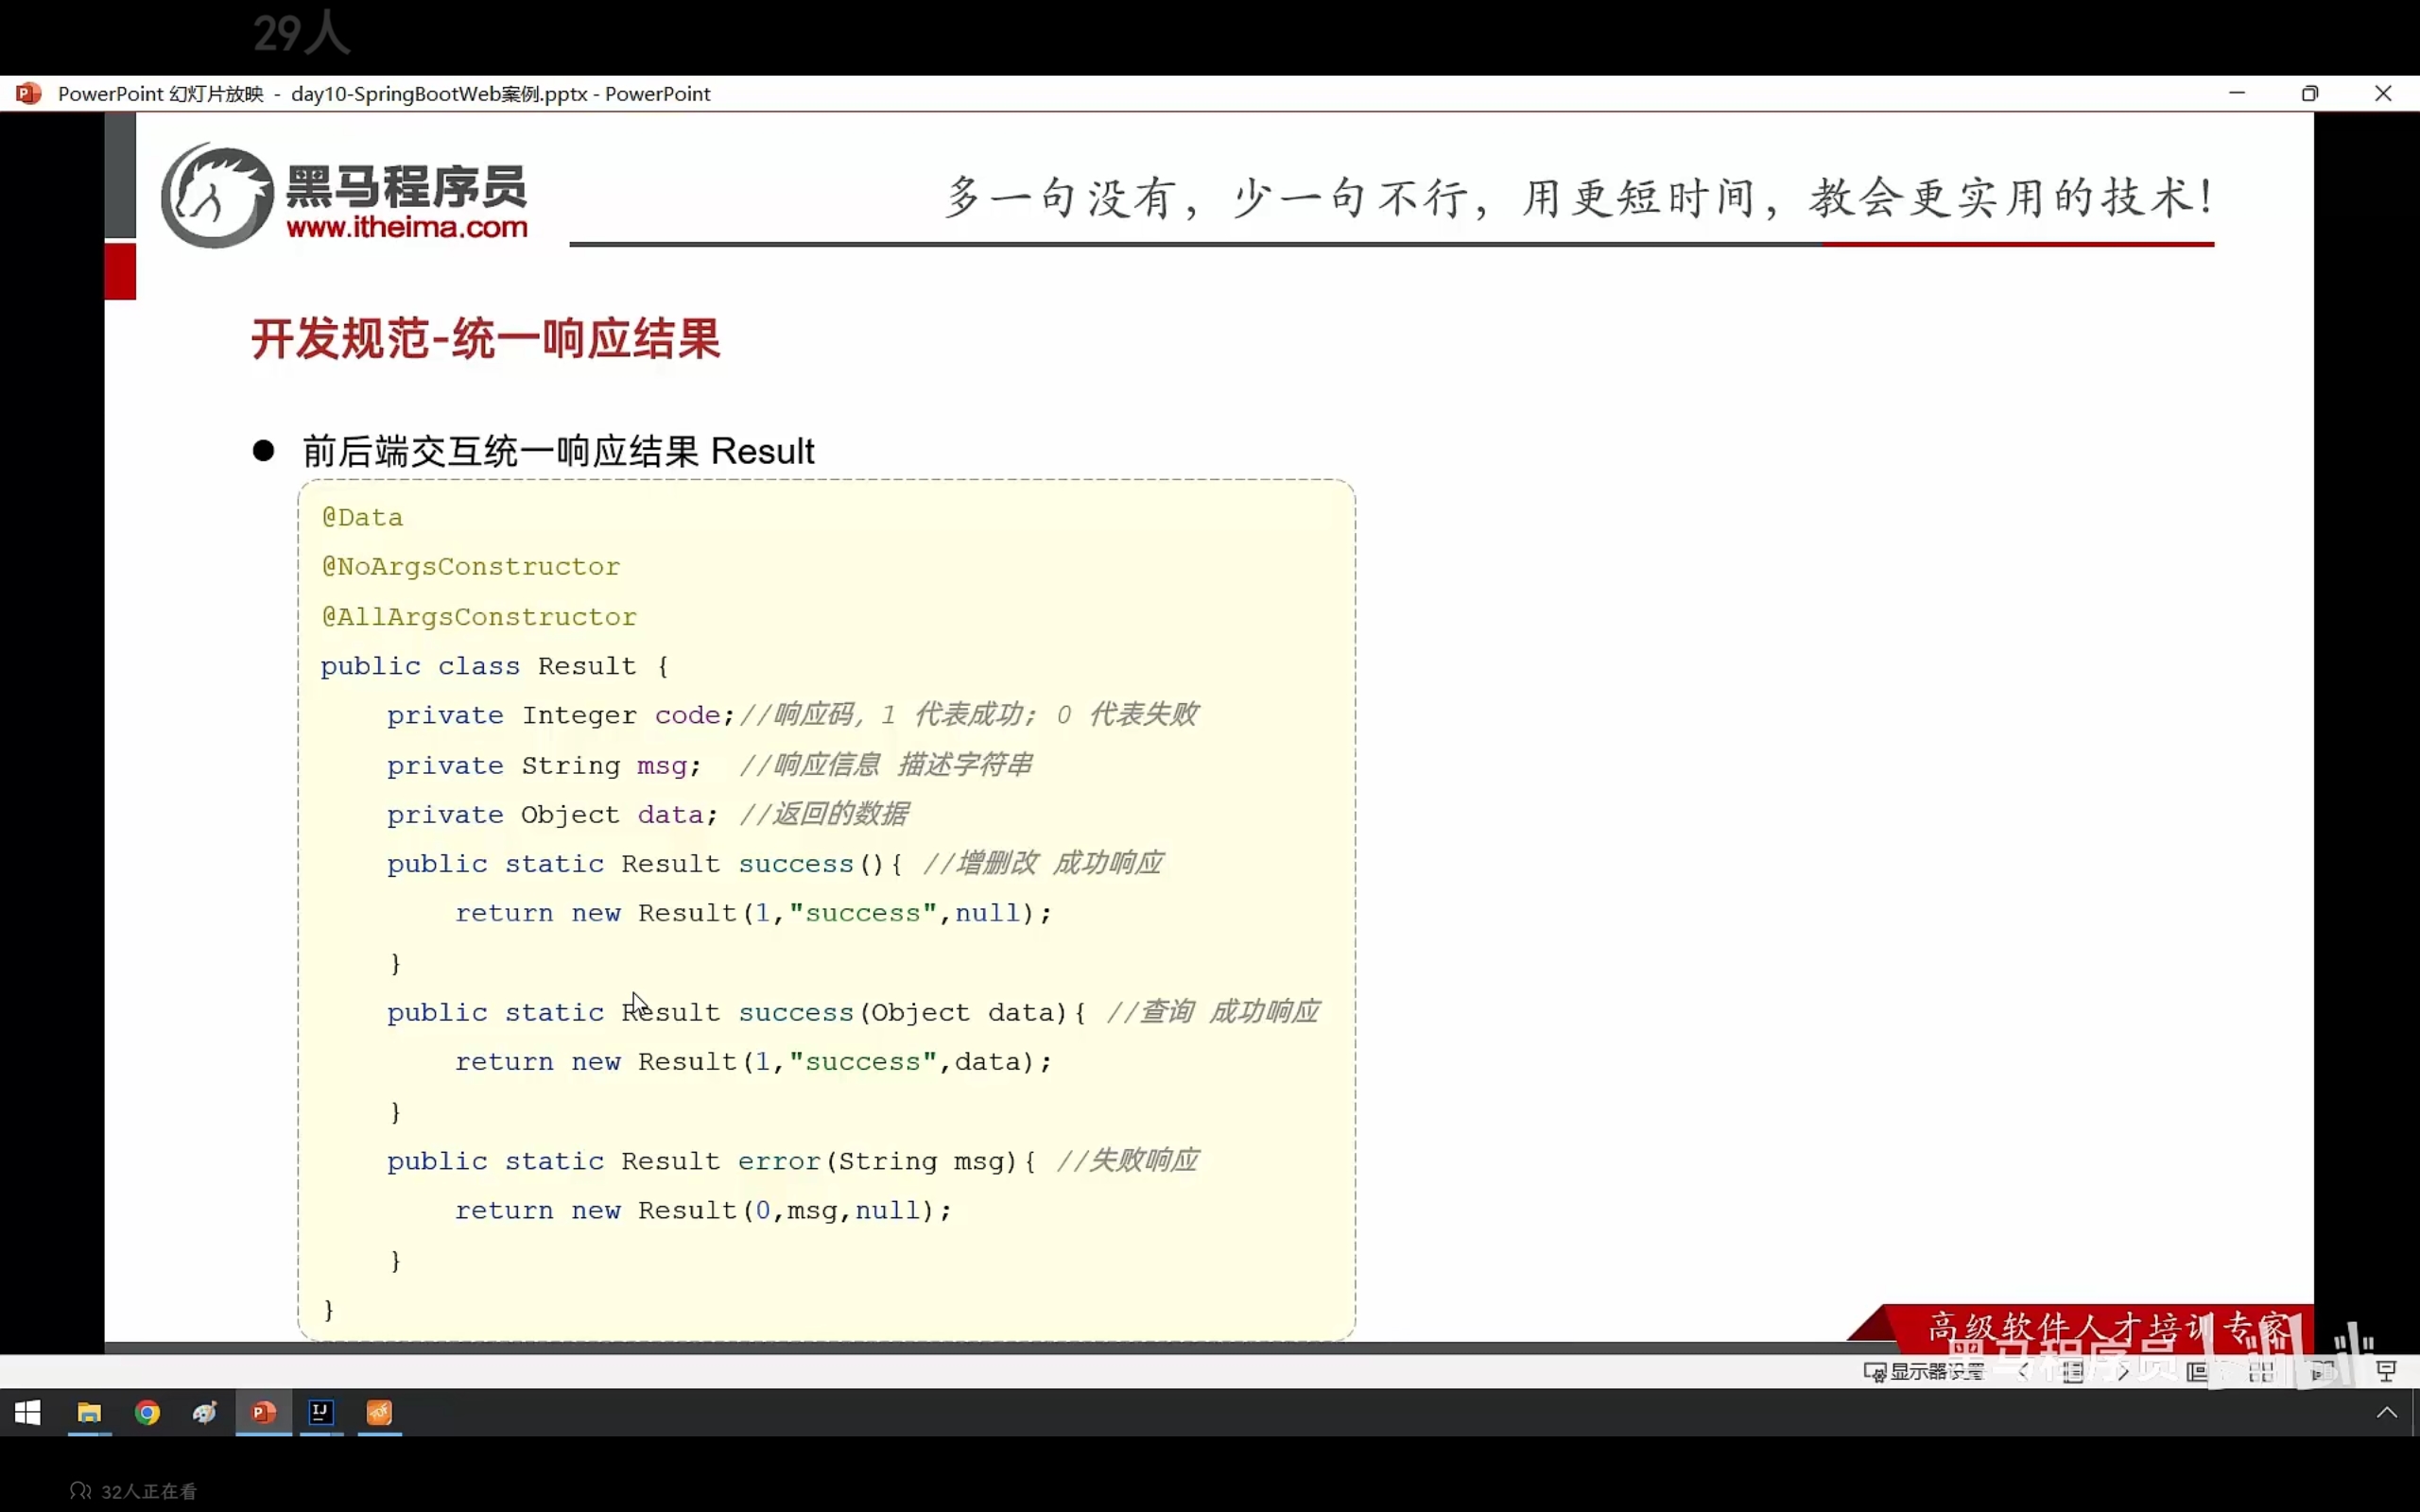 29人
PowerPoint 幻灯片放映 - day10-SpringBootWeb案例.pptx - PowerPoint
黑马程序员
www.itheima.com
多一句没有，少一句不行，用更短时间，教会更实用的技术！
开发规范-统一响应结果
● 前后端交互统一响应结果 Result
@Data
@NoArgsConstructor
@AllArgsConstructor
public class Result {
    private Integer code;//响应码，1 代表成功; 0 代表失败
    private String msg;  //响应信息 描述字符串
    private Object data; //返回的数据
    public static Result success(){ //增删改 成功响应
        return new Result(1,"success",null);
    }
    public static Result success(Object data){ //查询 成功响应
        return new Result(1,"success",data);
    }
    public static Result error(String msg){ //失败响应
        return new Result(0,msg,null);
    }
}
高级软件人才培训专家
黑马程序员
显示器设置
32人正在看